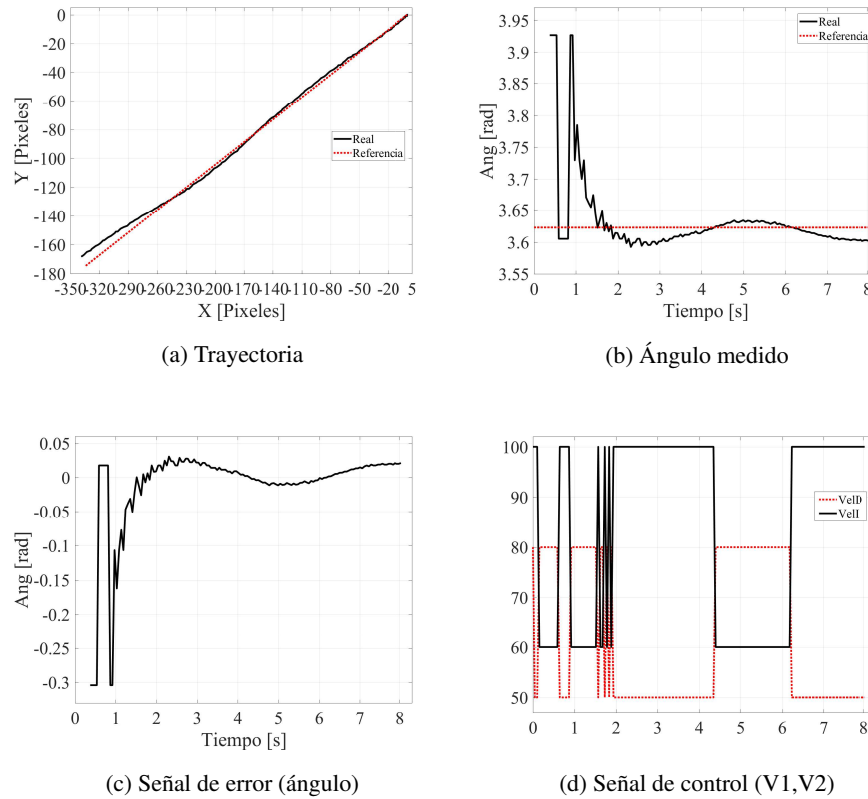 0
-20
-40
-60
-80
-100
-120
-140
-160
-180
Y [Pixeles]
Real
Referencia
-350 -320 -290 -260 -230 -200 -170 -140 -110 -80 -50 -20 5
X [Pixeles]
(a) Trayectoria
3.95
3.9
3.85
3.8
3.75
3.7
3.65
3.6
3.55
Ang [rad]
Real
Referencia
0 1 2 3 4 5 6 7 8
Tiempo [s]
(b) Ángulo medido
0.05
0
-0.05
-0.1
-0.15
-0.2
-0.25
-0.3
Ang [rad]
0 1 2 3 4 5 6 7 8
Tiempo [s]
(c) Señal de error (ángulo)
100
90
80
70
60
50
VelD
VelI
0 1 2 3 4 5 6 7 8
(d) Señal de control (V1,V2)